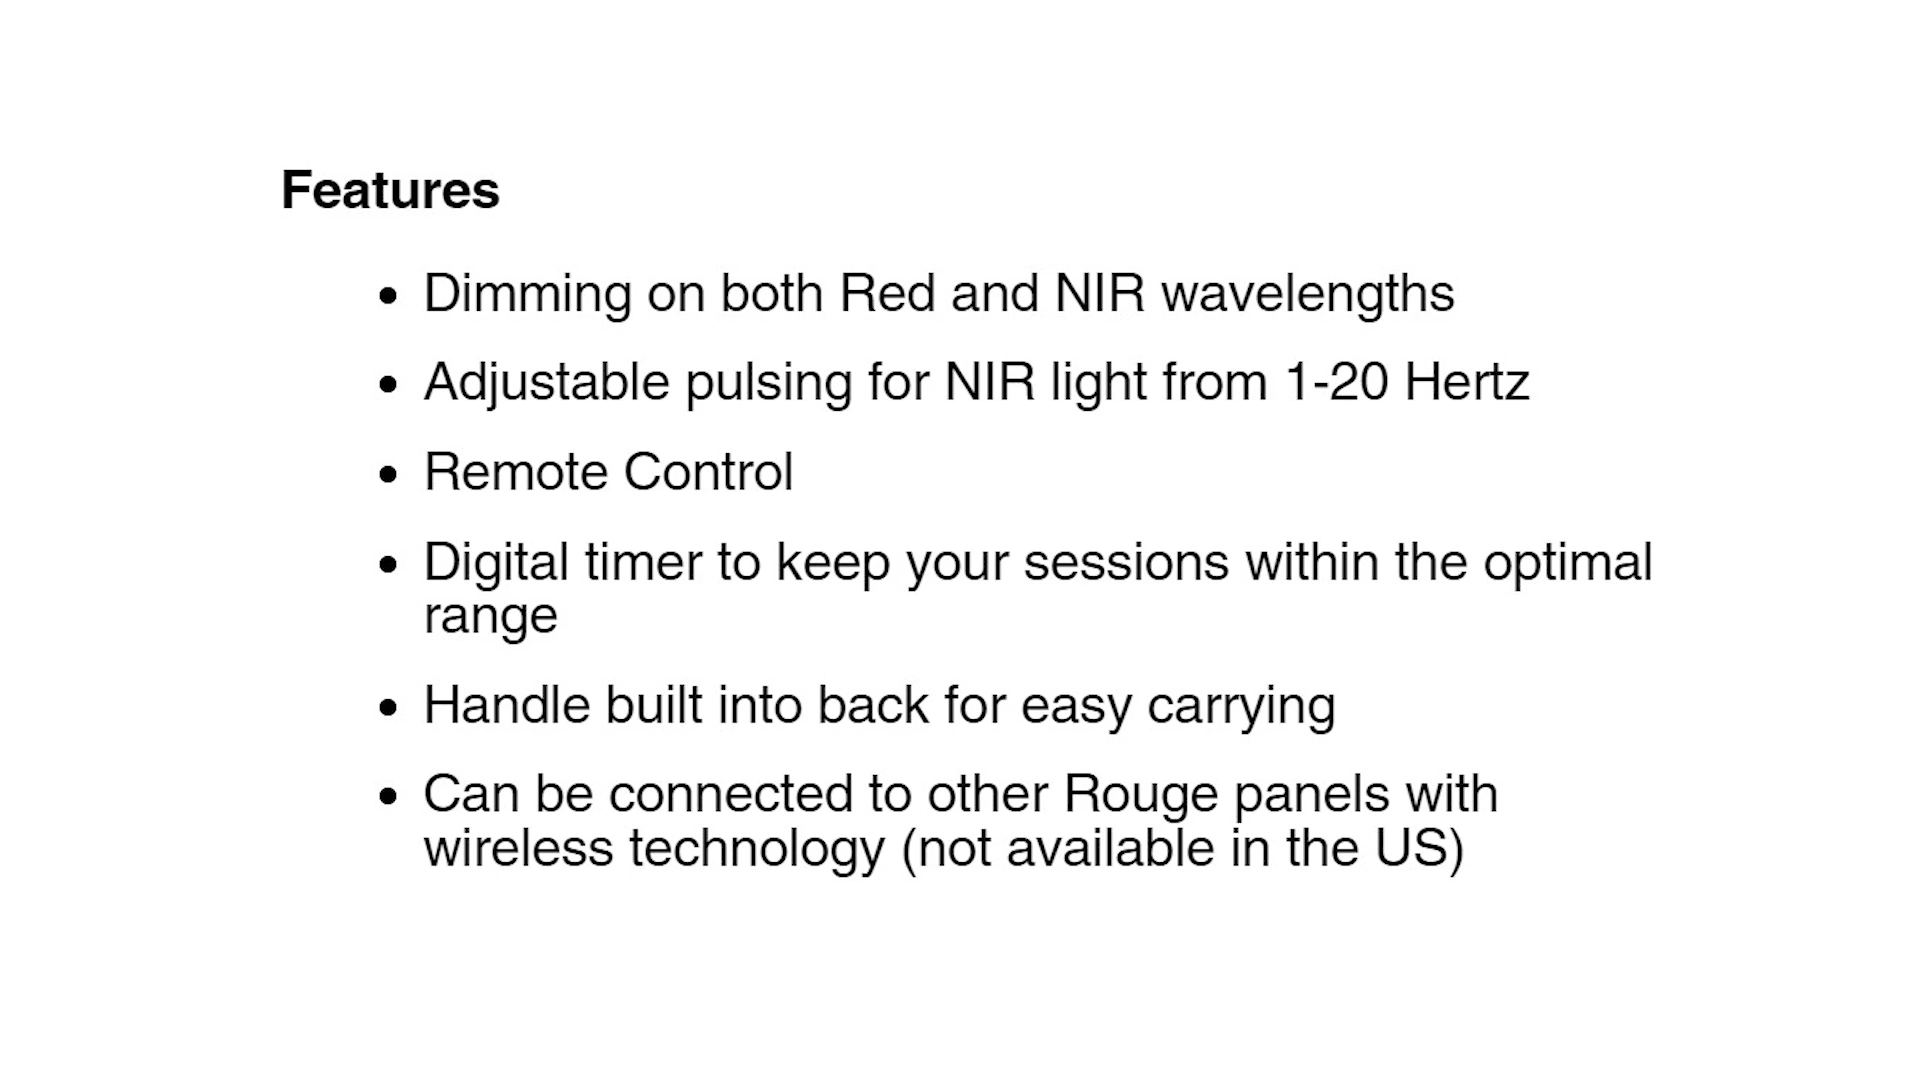 Features
• Dimming on both Red and NIR wavelengths
• Adjustable pulsing for NIR light from 1-20 Hertz
• Remote Control
• Digital timer to keep your sessions within the optimal
range
• Handle built into back for easy carrying
• Can be connected to other Rouge panels with
wireless technology (not available in the US)